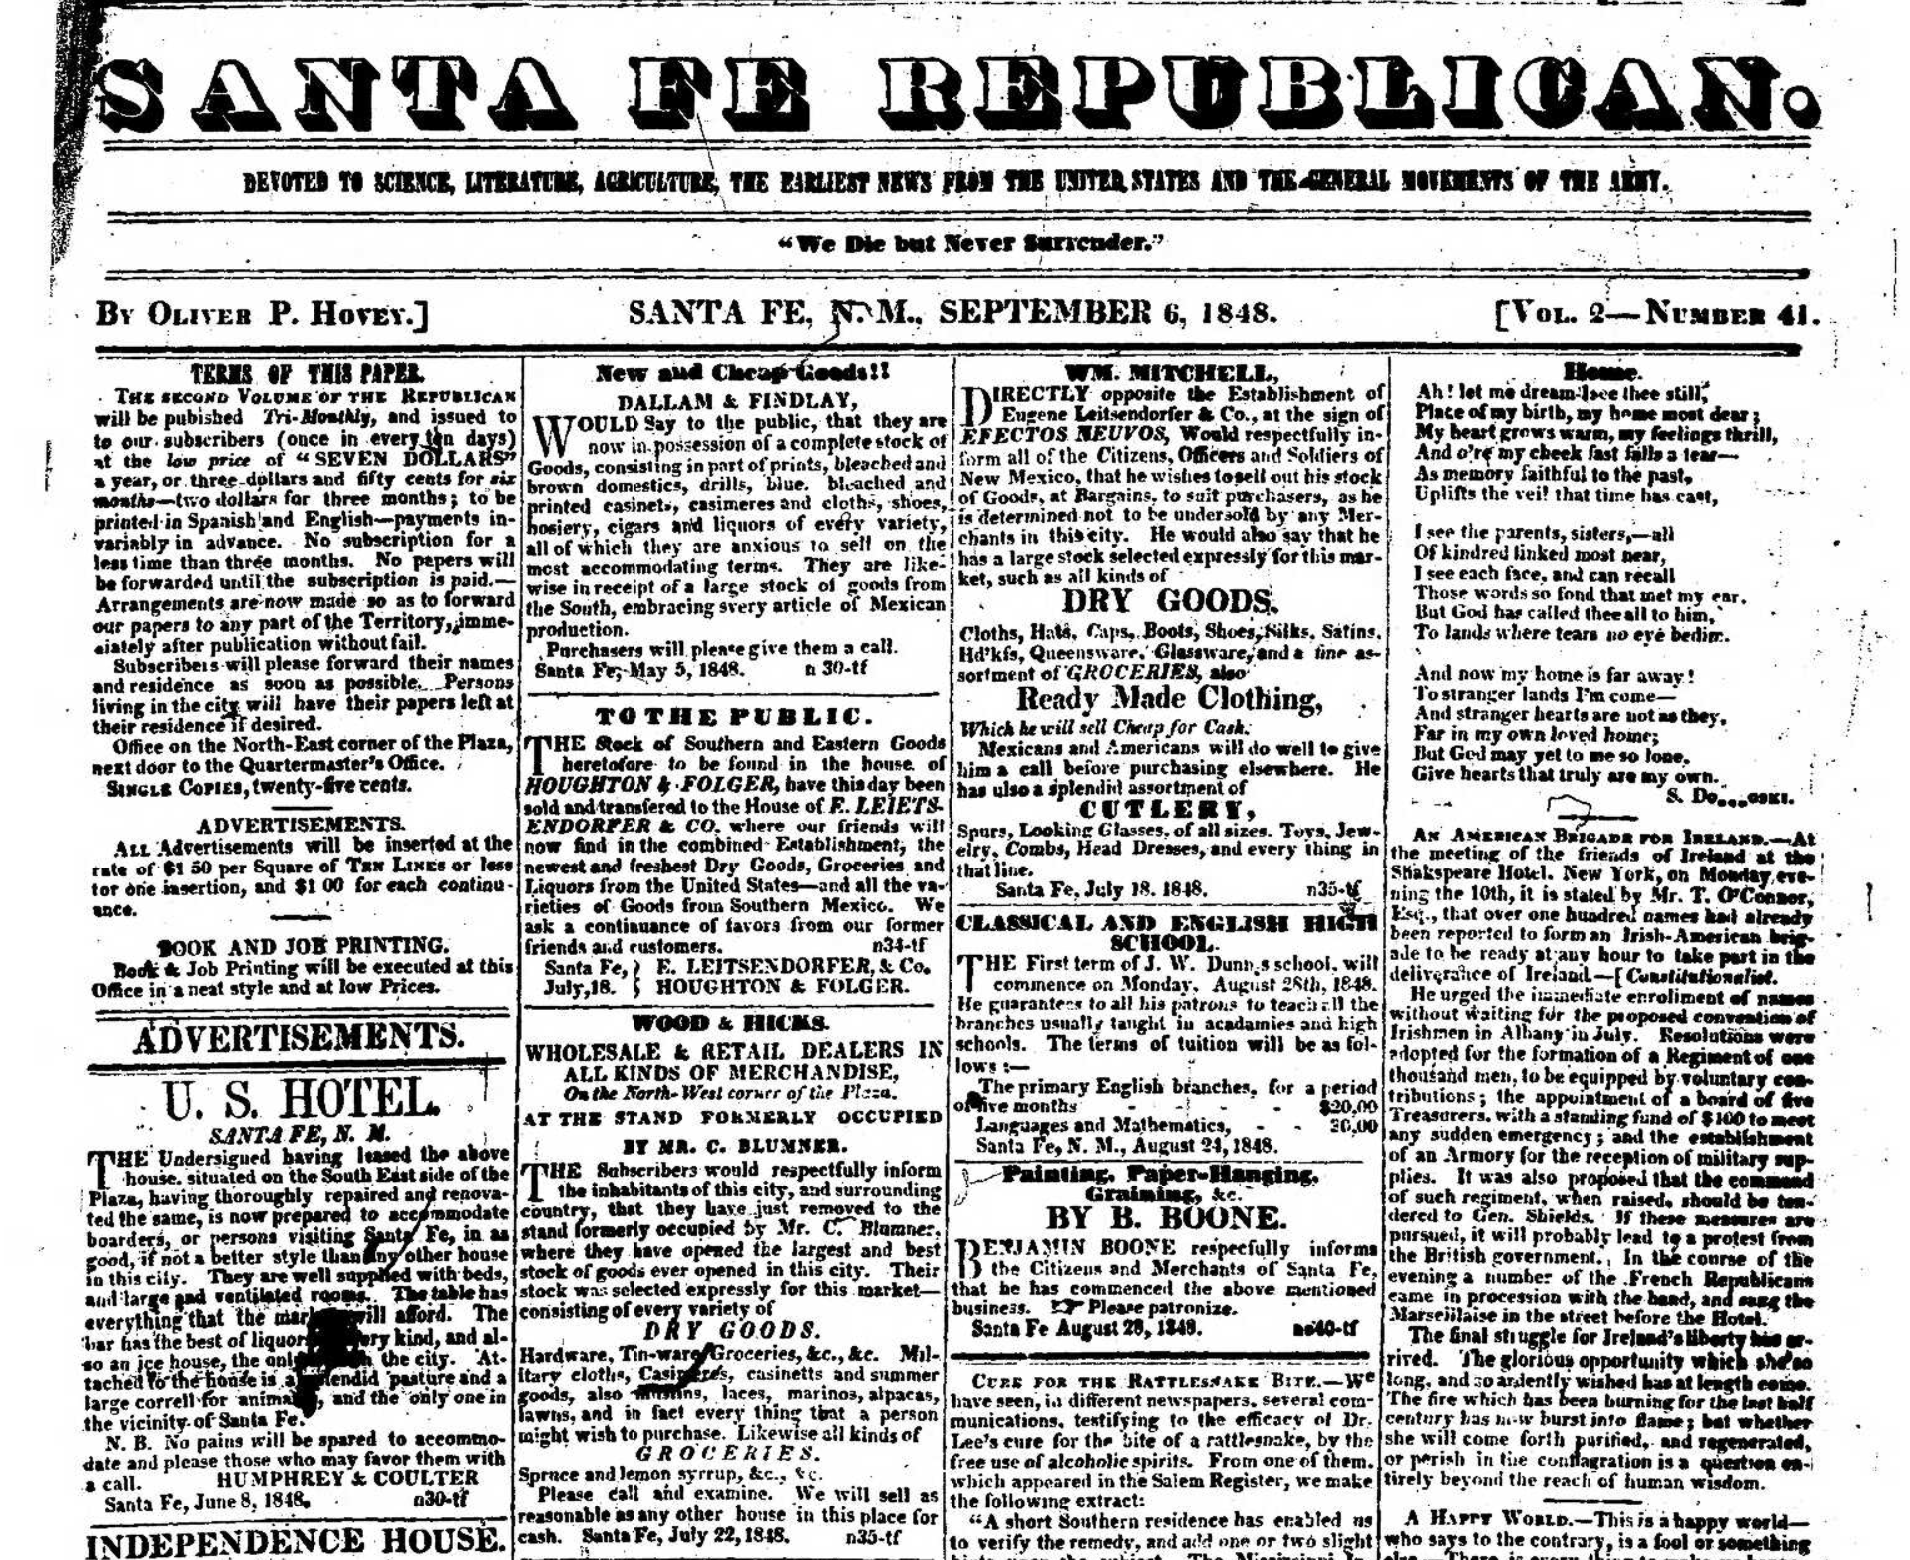 SANTA FE REPUBLICAN.
DEVOTED TO SCIENCE, LITERATURE, AGRICULTURE, THE EARLIEST NEWS FROM THE UNITED STATES AND THE GENERAL MOVEMENTS OF THE ARMY.
"We Die but Never Surrender."
By Oliver P. Hovey.] SANTA FE, N. M., SEPTEMBER 6, 1848. [Vol. 2—Number 41.
TERMS OF THIS PAPER.
The second Volume of the Republican
will be pubished Tri-Monthly, and issued to
to our subscribers (once in every ten days)
at the low price of "SEVEN DOLLARS"
a year, or three dollars and fifty cents for six
months—two dollars for three months; to be
printed in Spanish and English—payments in-
variably in advance. No subscription for a
less time than three months. No papers will
be forwarded until the subscription is paid.—
Arrangements are now made so as to forward
our papers to any part of the Territory, imme-
diately after publication without fail.
Subscribers will please forward their names
and residence as soon as possible. Persons
living in the city will have their papers left at
their residence if desired.
Office on the North-East corner of the Plaza,
next door to the Quartermaster's Office.
Single Copies, twenty-five cents.
ADVERTISEMENTS.
All Advertisements will be inserted at the
rate of $1 50 per Square of Ten Lines or less
for one insertion, and $1 00 for each continu-
ance.
BOOK AND JOB PRINTING.
Book & Job Printing will be executed at this
Office in a neat style and at low Prices.
ADVERTISEMENTS.
U. S. HOTEL.
SANTA FE, N. M.
THE Undersigned having leased the above
house, situated on the South East side of the
Plaza, having thoroughly repaired and renova-
ted the same, is now prepared to accommodate
boarders, or persons visiting Santa Fe, in as
good, if not a better style than any other house
in this city. They are well supplied with beds,
and large and ventilated rooms. The table has
everything that the will afford. The
bar has the best of liquors kind, and al-
so an ice house, the only the city. At-
tached to the house is a splendid pasture and a
large correll for animals, and the only one in
the vicinity of Santa Fe.
N. B. No pains will be spared to accommo-
date and please those who may favor them with
a call. HUMPHREY & COULTER
Santa Fe, June 8, 1848. n30-tf
INDEPENDENCE HOUSE.
New and Cheap Goods!!
DALLAM & FINDLAY,
WOULD Say to the public, that they are
now in possession of a complete stock of
Goods, consisting in part of prints, bleached and
brown domestics, drills, blue. bleached and
printed casinets, casimeres and cloths, shoes,
hosiery, cigars and liquors of every variety,
all of which they are anxious to sell on the
most accommodating terms. They are like-
wise in receipt of a large stock of goods from
the South, embracing svery article of Mexican
production.
Purchasers will please give them a call.
Santa Fe, May 5, 1848. n 30-tf
TO THE PUBLIC.
THE Stock of Southern and Eastern Goods
heretofore to be found in the house of
HOUGHTON & FOLGER, have this day been
sold and transfered to the House of E. LEIETS-
ENDORFER & CO. where our friends will
now find in the combined Establishment, the
newest and freshest Dry Goods, Groceries and
Liquors from the United States—and all the va-
rieties of Goods from Southern Mexico. We
ask a continuance of favors from our former
friends and customers. n34-tf
Santa Fe, } E. LEITSENDORFER, & Co.
July, 18. } HOUGHTON & FOLGER.
WOOD & HICKS.
WHOLESALE & RETAIL DEALERS IN
ALL KINDS OF MERCHANDISE,
On the North-West corner of the Plaza.
AT THE STAND FORMERLY OCCUPIED
BY MR. C. BLUMNER.
THE Subscribers would respectfully inform
the inhabitants of this city, and surrounding
country, that they have just removed to the
stand formerly occupied by Mr. C. Blumner,
where they have opened the largest and best
stock of goods ever opened in this city. Their
stock was selected expressly for this market—
consisting of every variety of
DRY GOODS.
Hardware, Tin-ware, Groceries, &c., &c. Mil-
itary cloths, Casimeres, casinetts and summer
goods, also muslins, laces, marinos, alpacas,
lawns, and in fact every thing that a person
might wish to purchase. Likewise all kinds of
GROCERIES.
Spruce and lemon syrrup, &c., &c.
Please call and examine. We will sell as
reasonable as any other house in this place for
cash. Santa Fe, July 22, 1848. n35-tf
WM. MITCHELL,
DIRECTLY opposite the Establishment of
Eugene Leitsendorfer & Co., at the sign of
EFECTOS NEUVOS, Would respectfully in-
form all of the Citizens, Officers and Soldiers of
New Mexico, that he wishes to sell out his stock
of Goods, at Bargains, to suit purchasers, as he
is determined not to be undersold by any Mer-
chants in this city. He would also say that he
has a large stock selected expressly for this mar-
ket, such as all kinds of
DRY GOODS.
Cloths, Hats, Caps, Boots, Shoes, Silks, Satins,
Hd'kfs, Queensware, Glassware, and a fine as-
sortment of GROCERIES, also
Ready Made Clothing,
Which he will sell Cheap for Cash.
Mexicans and Americans will do well to give
him a call before purchasing elsewhere. He
has also a splendid assortment of
CUTLERY,
Spurs, Looking Glasses, of all sizes. Toys, Jew-
elry, Combs, Head Dresses, and every thing in
that line.
Santa Fe, July 18. 1848. n35-tf
CLASSICAL AND ENGLISH HIGH
SCHOOL.
THE First term of J. W. Dunn,s school, will
commence on Monday, August 28th, 1848.
He guarantees to all his patrons to teach all the
branches usually taught in acadamies and high
schools. The terms of tuition will be as fol-
lows:—
The primary English branches, for a period
of five months - - - - $20,00
Languages and Mathematics, - - 30,00
Santa Fe, N. M., August 24, 1848.
Painting, Paper-Hanging,
Graining, &c.
BY B. BOONE.
BENJAMIN BOONE respecfully informs
the Citizens and Merchants of Santa Fe,
that he has commenced the above mentioned
business. ☞ Please patronize.
Santa Fe August 28, 1848. no40-tf
Cure for the Rattlesnake Bite.—We
have seen, in different newspapers, several com-
munications, testifying to the efficacy of Dr.
Lee's cure for the bite of a rattlesnake, by the
free use of alcoholic spirits. From one of them,
which appeared in the Salem Register, we make
the following extract:
"A short Southern residence has enabled us
to verify the remedy, and add one or two slight
Home.
Ah! let me dream I see thee still,
Place of my birth, my home most dear;
My heart grows warm, my feelings thrill,
And o're my cheek fast falls a tear—
As memory faithful to the past,
Uplifts the veil that time has cast,
I see the parents, sisters,—all
Of kindred linked most near,
I see each face, and can recall
Those words so fond that met my ear.
But God has called thee all to him,
To lands where tears no eye bedim.
And now my home is far away!
To stranger lands I'm come—
And stranger hearts are not as they,
Far in my own loved home;
But God may yet to me so lone,
Give hearts that truly are my own.
An American Brigade for Ireland.—At
the meeting of the friends of Ireland at the
Shakspeare Hotel. New York, on Monday eve-
ning the 10th, it is stated by Mr. T. O'Connor,
Esq., that over one hundred names had already
been reported to form an Irish-American brig-
ade to be ready at any hour to take part in the
deliverance of Ireland—[Constitutionalist.
He urged the immediate enrollment of names
without waiting for the proposed convention of
Irishmen in Albany in July. Resolutions were
adopted for the formation of a Regiment of one
thousand men, to be equipped by voluntary con-
tributions; the appointment of a board of five
Treasurers, with a standing fund of $100 to meet
any sudden emergency; and the establishment
of an Armory for the reception of military sup-
plies. It was also proposed that the command
of such regiment, when raised, should be ten-
dered to Gen. Shields. If these measures are
pursued, it will probably lead to a protest from
the British government. In the course of the
evening a number of the French Republicans
came in procession with the band, and sang the
Marseillaise in the street before the Hotel.
The final struggle for Ireland's liberty has ar-
rived. The glorious opportunity which she so
long, and so ardently wished has at length come.
The fire which has been burning for the last half
century has now burst into flame; but whether
she will come forth purified, and regenerated,
or perish in the conflagration is a question en-
tirely beyond the reach of human wisdom.
A Happy World.—This is a happy world—
who says to the contrary, is a fool or something